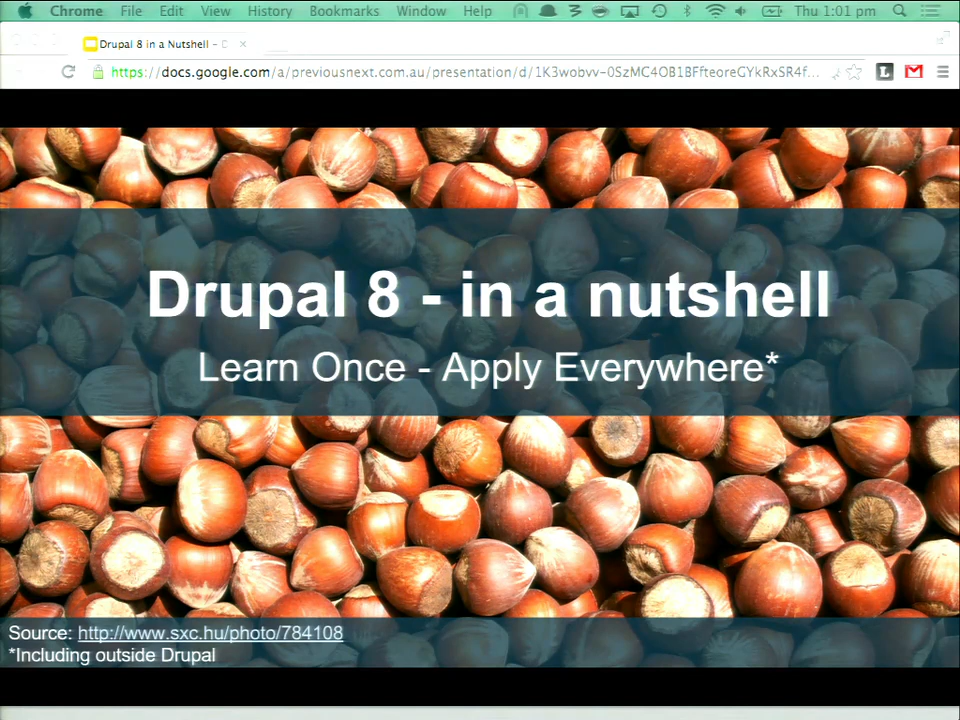 Chrome File Edit View History Bookmarks Window Help Thu 1:01 pm
Drupal 8 in a Nutshell -
https://docs.google.com/a/previousnext.com.au/presentation/d/1K3wobvv-0SzMC4OB1BFfteoreGYkRxSR4f...
Drupal 8 - in a nutshell
Learn Once - Apply Everywhere*
Source: http://www.sxc.hu/photo/784108
*Including outside Drupal